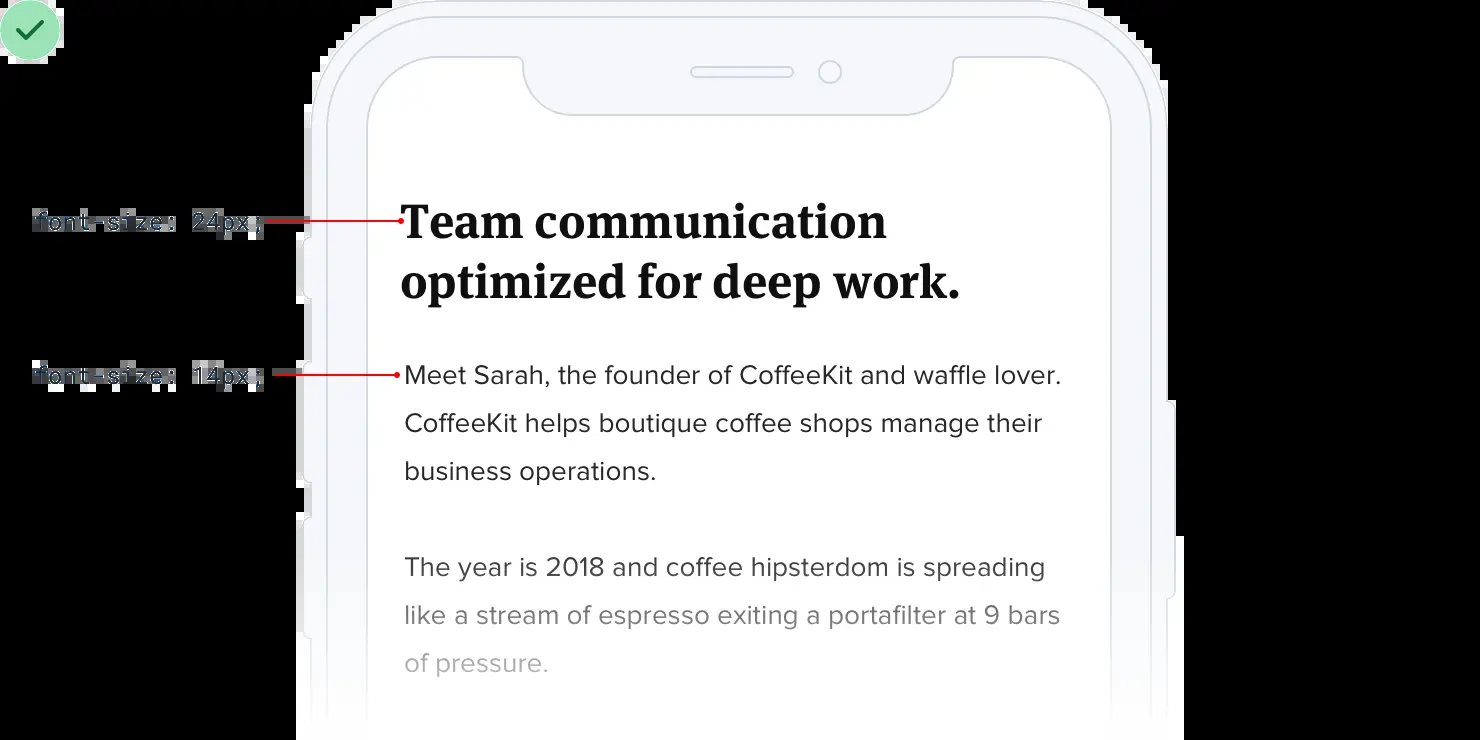 font-size: 24px;
Team communication
optimized for deep work.
font-size: 14px;
Meet Sarah, the founder of CoffeeKit and waffle lover.
CoffeeKit helps boutique coffee shops manage their
business operations.
The year is 2018 and coffee hipsterdom is spreading
like a stream of espresso exiting a portafilter at 9 bars
of pressure.